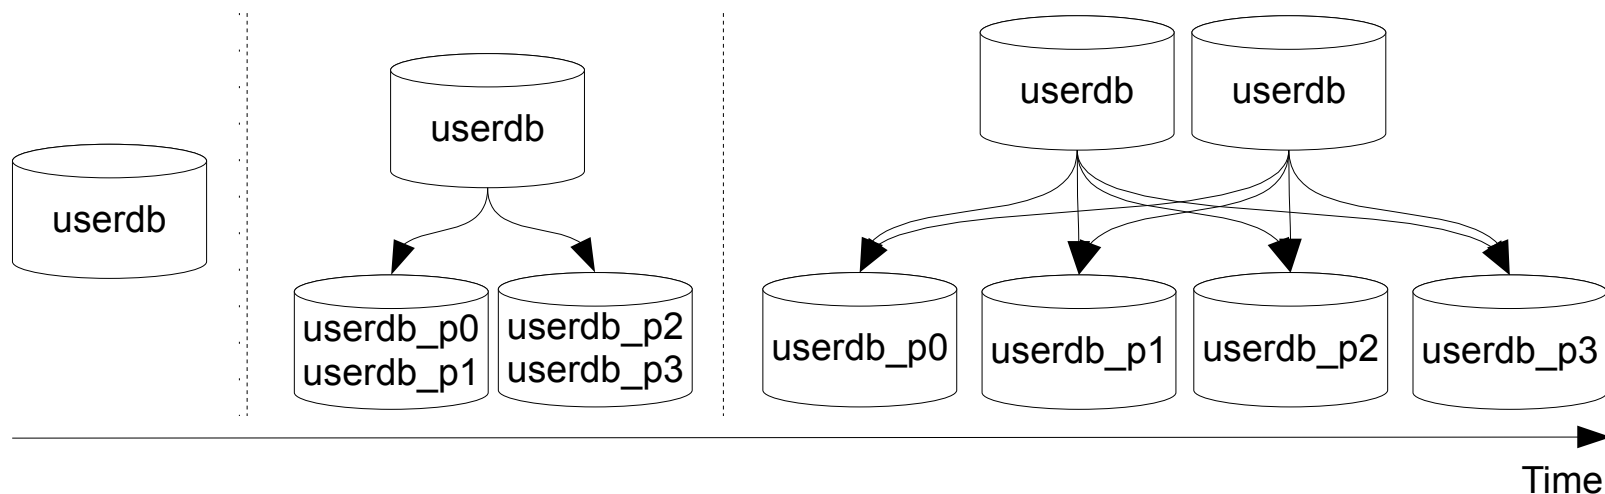 userdb
userdb
userdb_p0
userdb_p1
userdb_p2
userdb_p3
userdb
userdb
userdb_p0
userdb_p1
userdb_p2
userdb_p3
Time